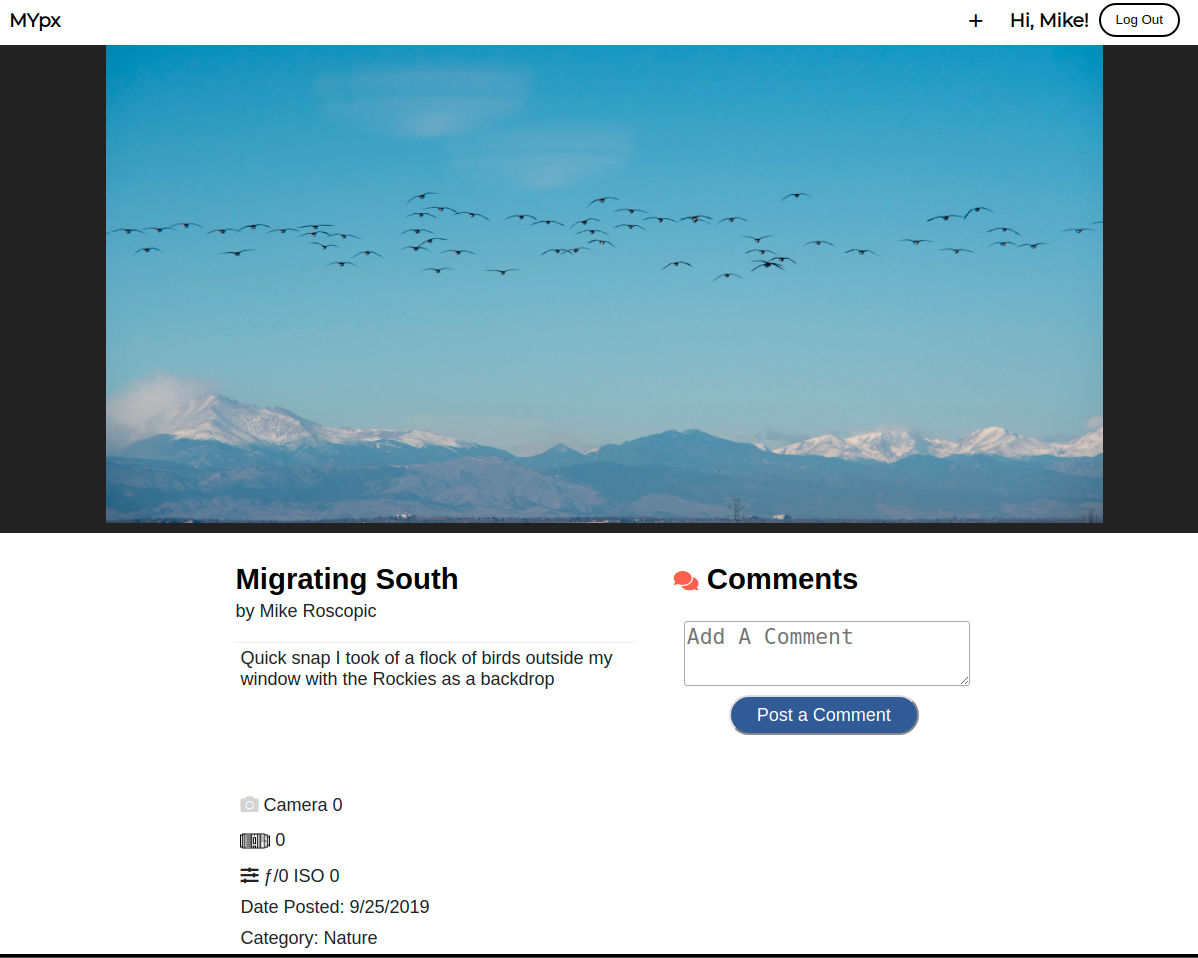 MYpx
+ Hi, Mike! Log Out
Migrating South
by Mike Roscopic
Quick snap I took of a flock of birds outside my
window with the Rockies as a backdrop
Comments
Add A Comment
Post a Comment
Camera 0
0
ƒ/0 ISO 0
Date Posted: 9/25/2019
Category: Nature